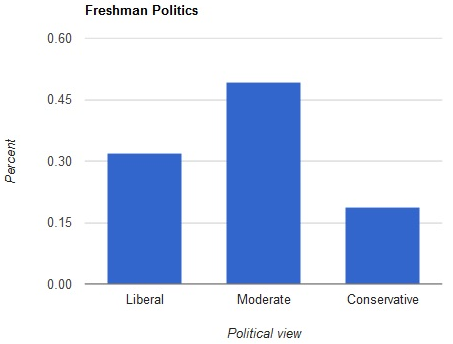 Freshman Politics
0.60
0.45
0.30
0.15
0.00
Percent
Liberal Moderate Conservative
Political view